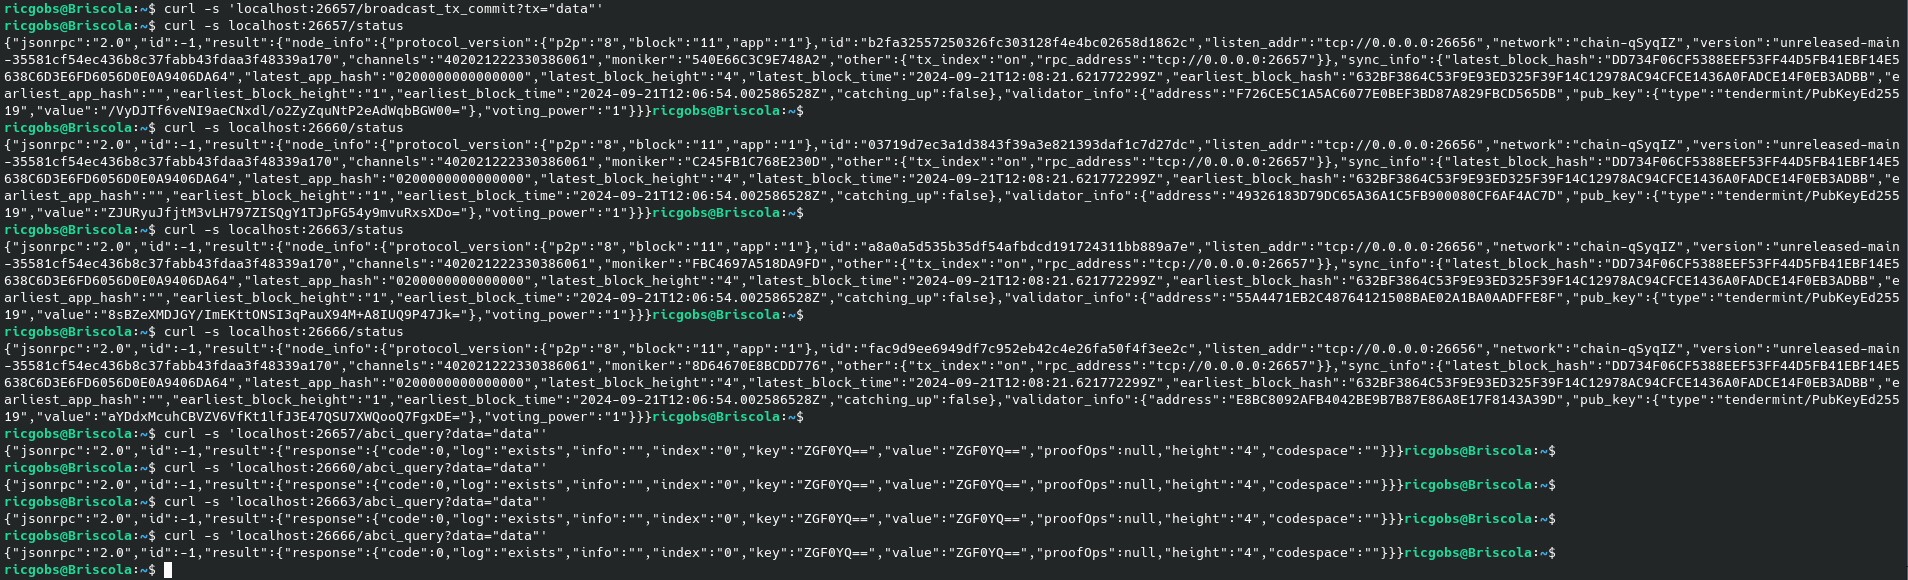 ricgobs@Briscola:~$ curl -s 'localhost:26657/broadcast_tx_commit?tx="data"'
ricgobs@Briscola:~$ curl -s localhost:26657/status
{"jsonrpc":"2.0","id":-1,"result":{"node_info":{"protocol_version":{"p2p":"8","block":"11","app":"1"},"id":"b2fa32557250326fc303128f4e4bc02658d1862c","listen_addr":"tcp://0.0.0.0:26656","network":"chain-qSyqIZ","version":"unreleased-main
-35581cf54ec436b8c37fabb43fdaa3f48339a170","channels":"402021222330386061","moniker":"540E66C3C9E748A2","other":{"tx_index":"on","rpc_address":"tcp://0.0.0.0:26657"}},"sync_info":{"latest_block_hash":"DD734F06CF5388EEF53FF44D5FB41EBF14E5
638C6D3E6FD6056D0E0A9406DA64","latest_app_hash":"0200000000000000","latest_block_height":"4","latest_block_time":"2024-09-21T12:08:21.621772299Z","earliest_block_hash":"632BF3864C53F9E93ED325F39F14C12978AC94CFCE1436A0FADCE14F0EB3ADBB","e
arliest_app_hash":"","earliest_block_height":"1","earliest_block_time":"2024-09-21T12:06:54.002586528Z","catching_up":false},"validator_info":{"address":"F726CE5C1A5AC6077E0BEF3BD87A829FBCD565DB","pub_key":{"type":"tendermint/PubKeyEd255
19","value":"/VyDJTf6veNI9aeCNxdl/o2ZyZquNtP2eAdWqbBGW00="},"voting_power":"1"}}}ricgobs@Briscola:~$
ricgobs@Briscola:~$ curl -s localhost:26660/status
{"jsonrpc":"2.0","id":-1,"result":{"node_info":{"protocol_version":{"p2p":"8","block":"11","app":"1"},"id":"03719d7ec3a1d3843f39a3e821393daf1c7d27dc","listen_addr":"tcp://0.0.0.0:26656","network":"chain-qSyqIZ","version":"unreleased-main
-35581cf54ec436b8c37fabb43fdaa3f48339a170","channels":"402021222330386061","moniker":"C245FB1C768E230D","other":{"tx_index":"on","rpc_address":"tcp://0.0.0.0:26657"}},"sync_info":{"latest_block_hash":"DD734F06CF5388EEF53FF44D5FB41EBF14E5
638C6D3E6FD6056D0E0A9406DA64","latest_app_hash":"0200000000000000","latest_block_height":"4","latest_block_time":"2024-09-21T12:08:21.621772299Z","earliest_block_hash":"632BF3864C53F9E93ED325F39F14C12978AC94CFCE1436A0FADCE14F0EB3ADBB","e
arliest_app_hash":"","earliest_block_height":"1","earliest_block_time":"2024-09-21T12:06:54.002586528Z","catching_up":false},"validator_info":{"address":"49326183D79DC65A36A1C5FB900080CF6AF4AC7D","pub_key":{"type":"tendermint/PubKeyEd255
19","value":"ZJURyuJfjtM3vLH797ZISQgY1TJpFG54y9mvuRxsXDo="},"voting_power":"1"}}}ricgobs@Briscola:~$
ricgobs@Briscola:~$ curl -s localhost:26663/status
{"jsonrpc":"2.0","id":-1,"result":{"node_info":{"protocol_version":{"p2p":"8","block":"11","app":"1"},"id":"a8a0a5d535b35df54afbdcd191724311bb889a7e","listen_addr":"tcp://0.0.0.0:26656","network":"chain-qSyqIZ","version":"unreleased-main
-35581cf54ec436b8c37fabb43fdaa3f48339a170","channels":"402021222330386061","moniker":"FBC4697A518DA9FD","other":{"tx_index":"on","rpc_address":"tcp://0.0.0.0:26657"}},"sync_info":{"latest_block_hash":"DD734F06CF5388EEF53FF44D5FB41EBF14E5
638C6D3E6FD6056D0E0A9406DA64","latest_app_hash":"0200000000000000","latest_block_height":"4","latest_block_time":"2024-09-21T12:08:21.621772299Z","earliest_block_hash":"632BF3864C53F9E93ED325F39F14C12978AC94CFCE1436A0FADCE14F0EB3ADBB","e
arliest_app_hash":"","earliest_block_height":"1","earliest_block_time":"2024-09-21T12:06:54.002586528Z","catching_up":false},"validator_info":{"address":"55A4471EB2C48764121508BAE02A1BA0AADFFE8F","pub_key":{"type":"tendermint/PubKeyEd255
19","value":"8sBZeXMDJGY/ImEKttONSI3qPauX94M+A8IUQ9P47Jk="},"voting_power":"1"}}}ricgobs@Briscola:~$
ricgobs@Briscola:~$ curl -s localhost:26666/status
{"jsonrpc":"2.0","id":-1,"result":{"node_info":{"protocol_version":{"p2p":"8","block":"11","app":"1"},"id":"fac9d9ee6949df7c952eb42c4e26fa50f4f3ee2c","listen_addr":"tcp://0.0.0.0:26656","network":"chain-qSyqIZ","version":"unreleased-main
-35581cf54ec436b8c37fabb43fdaa3f48339a170","channels":"402021222330386061","moniker":"8D64670E8BCDD776","other":{"tx_index":"on","rpc_address":"tcp://0.0.0.0:26657"}},"sync_info":{"latest_block_hash":"DD734F06CF5388EEF53FF44D5FB41EBF14E5
638C6D3E6FD6056D0E0A9406DA64","latest_app_hash":"0200000000000000","latest_block_height":"4","latest_block_time":"2024-09-21T12:08:21.621772299Z","earliest_block_hash":"632BF3864C53F9E93ED325F39F14C12978AC94CFCE1436A0FADCE14F0EB3ADBB","e
arliest_app_hash":"","earliest_block_height":"1","earliest_block_time":"2024-09-21T12:06:54.002586528Z","catching_up":false},"validator_info":{"address":"E8BC8092AFB4042BE9B7B87E86A8E17F8143A39D","pub_key":{"type":"tendermint/PubKeyEd255
19","value":"aYDdxMcuhCBVZV6VfKt1lfJ3E47QSU7XWQooQ7FgxDE="},"voting_power":"1"}}}ricgobs@Briscola:~$
ricgobs@Briscola:~$ curl -s 'localhost:26657/abci_query?data="data"'
{"jsonrpc":"2.0","id":-1,"result":{"response":{"code":0,"log":"exists","info":"","index":"0","key":"ZGF0YQ==","value":"ZGF0YQ==","proofOps":null,"height":"4","codespace":""}}}ricgobs@Briscola:~$
ricgobs@Briscola:~$ curl -s 'localhost:26660/abci_query?data="data"'
{"jsonrpc":"2.0","id":-1,"result":{"response":{"code":0,"log":"exists","info":"","index":"0","key":"ZGF0YQ==","value":"ZGF0YQ==","proofOps":null,"height":"4","codespace":""}}}ricgobs@Briscola:~$
ricgobs@Briscola:~$ curl -s 'localhost:26663/abci_query?data="data"'
{"jsonrpc":"2.0","id":-1,"result":{"response":{"code":0,"log":"exists","info":"","index":"0","key":"ZGF0YQ==","value":"ZGF0YQ==","proofOps":null,"height":"4","codespace":""}}}ricgobs@Briscola:~$
ricgobs@Briscola:~$ curl -s 'localhost:26666/abci_query?data="data"'
{"jsonrpc":"2.0","id":-1,"result":{"response":{"code":0,"log":"exists","info":"","index":"0","key":"ZGF0YQ==","value":"ZGF0YQ==","proofOps":null,"height":"4","codespace":""}}}ricgobs@Briscola:~$
ricgobs@Briscola:~$